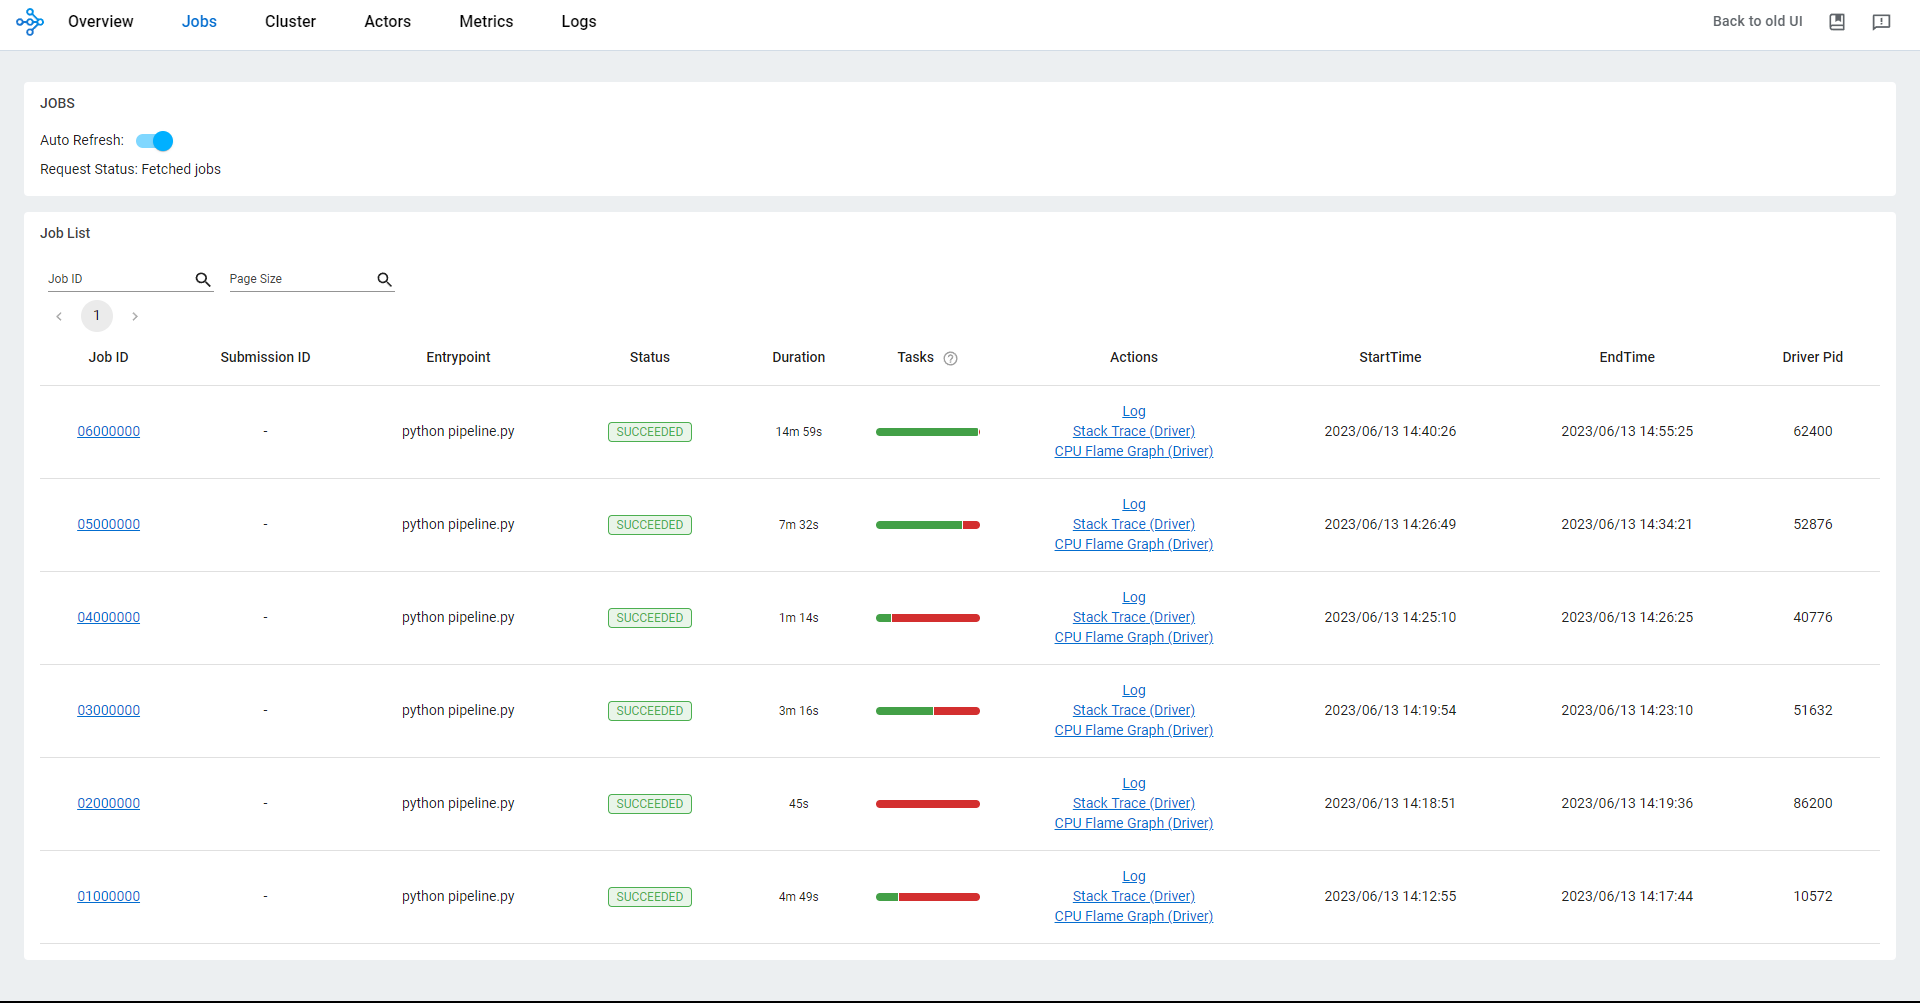 Overview Jobs Cluster Actors Metrics Logs Back to old UI
JOBS
Auto Refresh:
Request Status: Fetched jobs
Job List
Job ID Page Size
1
Job ID Submission ID Entrypoint Status Duration Tasks ? Actions StartTime EndTime Driver Pid
Log
06000000 - python pipeline.py SUCCEEDED 14m 59s Stack Trace (Driver) 2023/06/13 14:40:26 2023/06/13 14:55:25 62400
CPU Flame Graph (Driver)
Log
05000000 - python pipeline.py SUCCEEDED 7m 32s Stack Trace (Driver) 2023/06/13 14:26:49 2023/06/13 14:34:21 52876
CPU Flame Graph (Driver)
Log
04000000 - python pipeline.py SUCCEEDED 1m 14s Stack Trace (Driver) 2023/06/13 14:25:10 2023/06/13 14:26:25 40776
CPU Flame Graph (Driver)
Log
03000000 - python pipeline.py SUCCEEDED 3m 16s Stack Trace (Driver) 2023/06/13 14:19:54 2023/06/13 14:23:10 51632
CPU Flame Graph (Driver)
Log
02000000 - python pipeline.py SUCCEEDED 45s Stack Trace (Driver) 2023/06/13 14:18:51 2023/06/13 14:19:36 86200
CPU Flame Graph (Driver)
Log
01000000 - python pipeline.py SUCCEEDED 4m 49s Stack Trace (Driver) 2023/06/13 14:12:55 2023/06/13 14:17:44 10572
CPU Flame Graph (Driver)